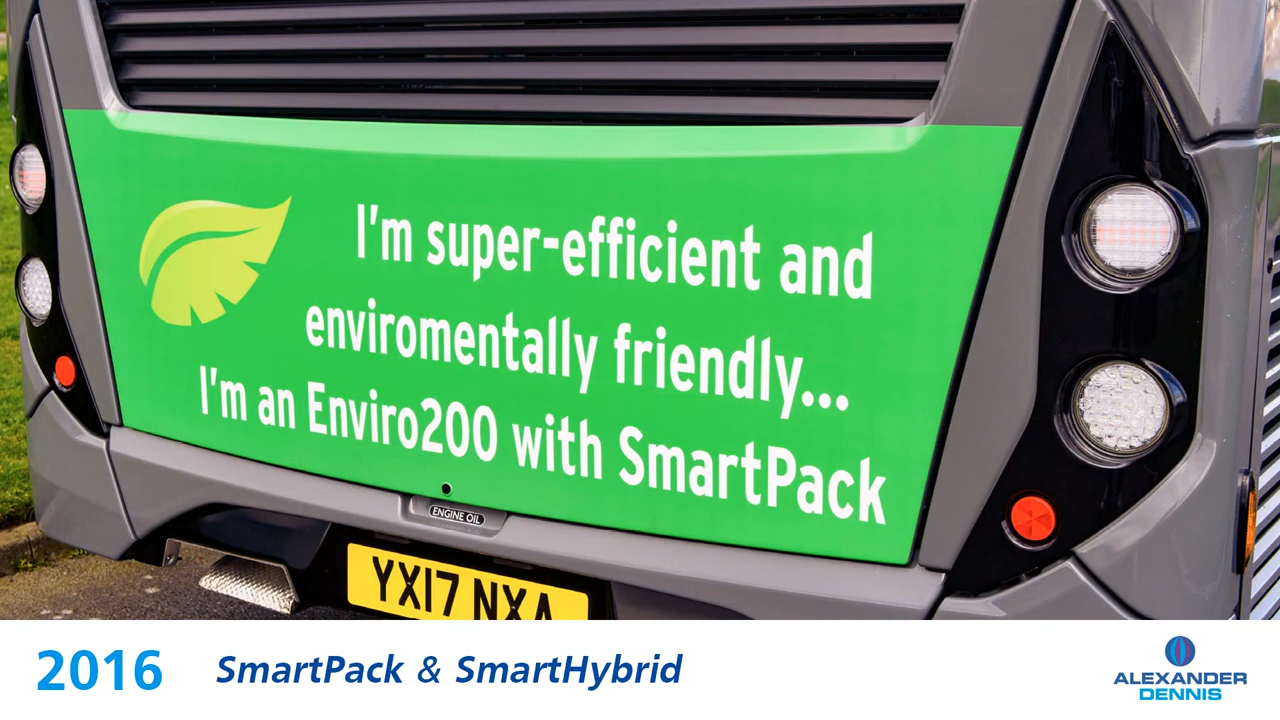 I'm super-efficient and
enviromentally friendly...
I'm an Enviro200 with SmartPack
ENGINE OIL
YX17 NXA
2016 SmartPack & SmartHybrid
ALEXANDER
DENNIS